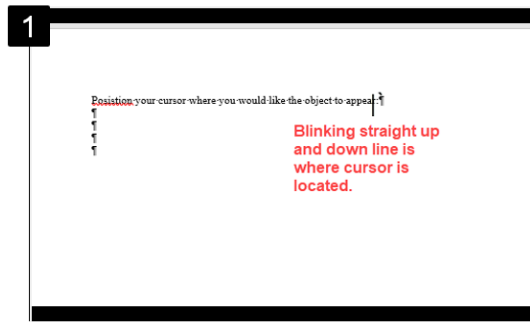 1
Posistion·your·cursor·where·you·would·like·the·object·to·appear:¶
¶
¶
¶
¶
Blinking straight up
and down line is
where cursor is
located.